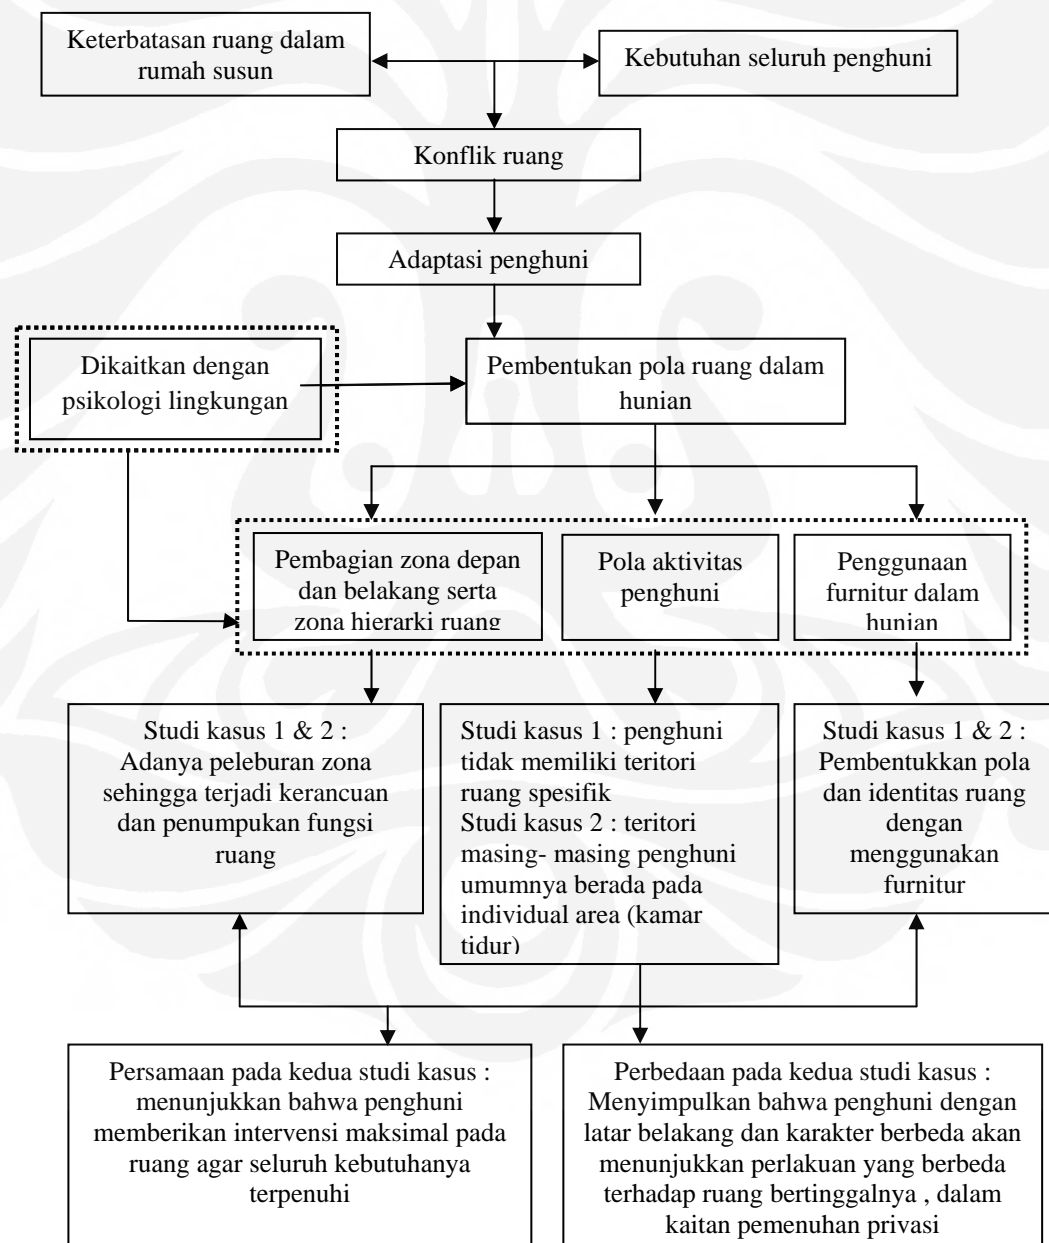 Keterbatasan ruang dalam
rumah susun
Kebutuhan seluruh penghuni
Konflik ruang
Adaptasi penghuni
Dikaitkan dengan
psikologi lingkungan
Pembentukan pola ruang dalam
hunian
Pembagian zona depan
dan belakang serta
zona hierarki ruang
Pola aktivitas
penghuni
Penggunaan
furnitur dalam
hunian
Studi kasus 1 & 2 :
Adanya peleburan zona
sehingga terjadi kerancuan
dan penumpukan fungsi
ruang
Studi kasus 1 : penghuni
tidak memiliki teritori
ruang spesifik
Studi kasus 2 : teritori
masing- masing penghuni
umumnya berada pada
individual area (kamar
tidur)
Studi kasus 1 & 2 :
Pembentukkan pola
dan identitas ruang
dengan
menggunakan
furnitur
Persamaan pada kedua studi kasus :
menunjukkan bahwa penghuni
memberikan intervensi maksimal pada
ruang agar seluruh kebutuhanya
terpenuhi
Perbedaan pada kedua studi kasus :
Menyimpulkan bahwa penghuni dengan
latar belakang dan karakter berbeda akan
menunjukkan perlakuan yang berbeda
terhadap ruang bertinggalnya , dalam
kaitan pemenuhan privasi